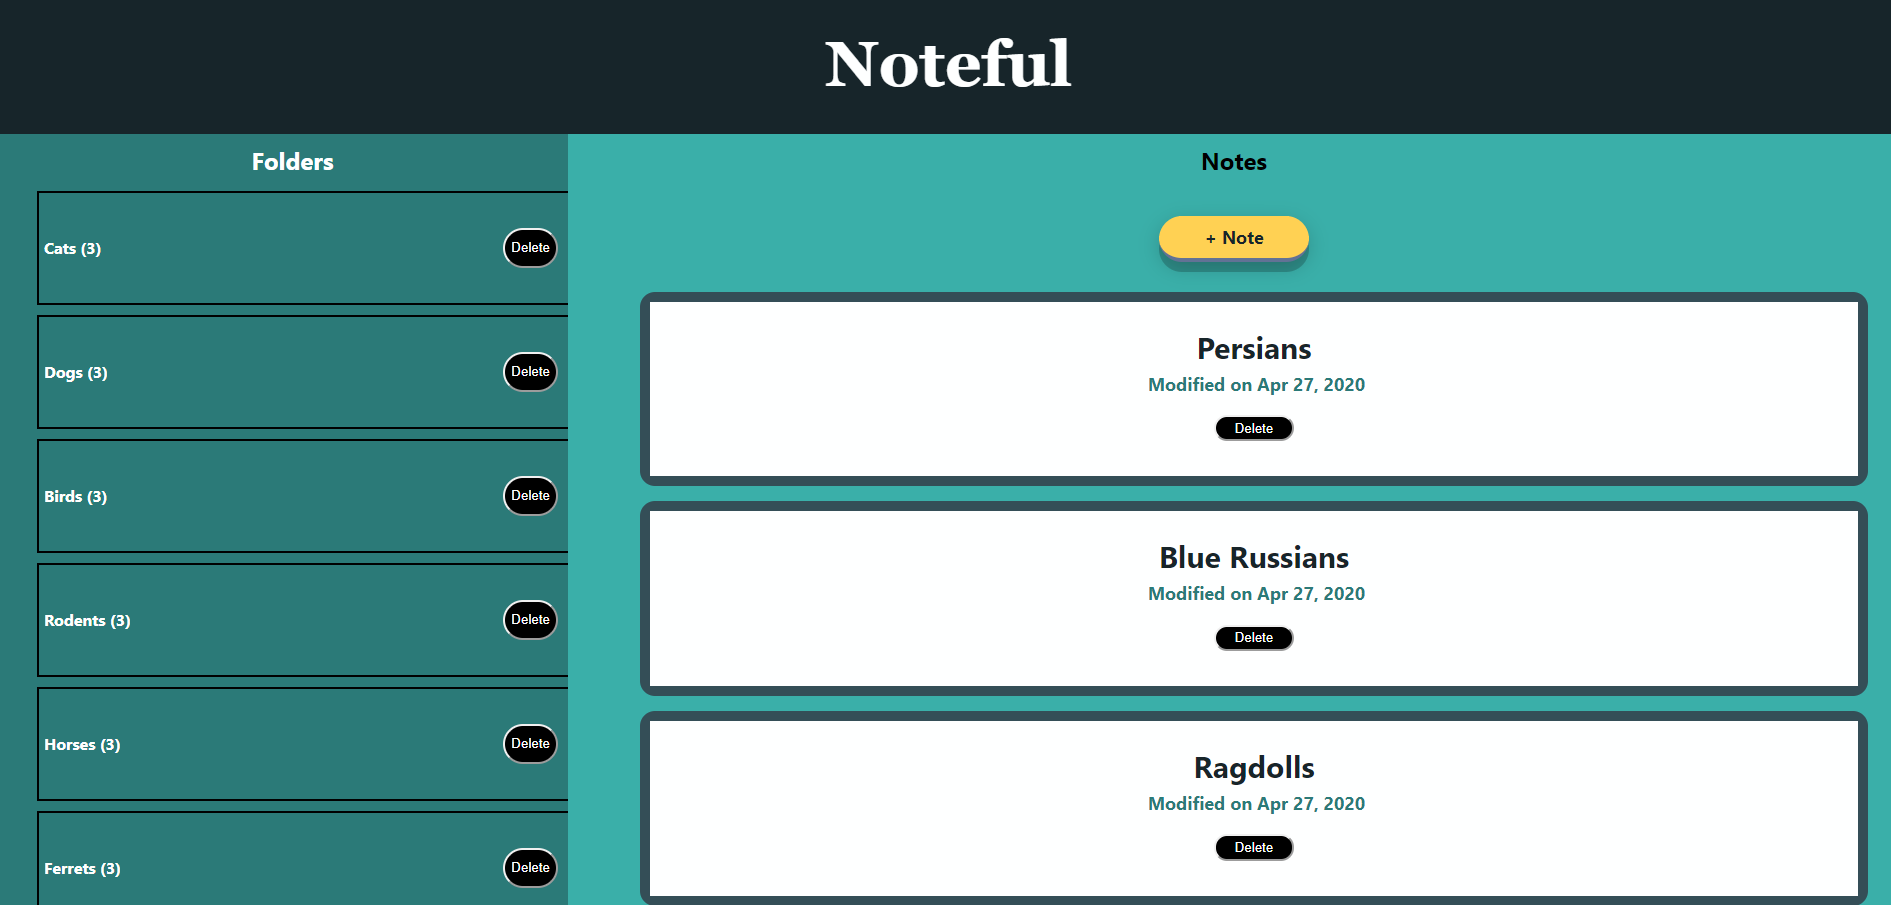 Noteful
Folders
Cats (3)
Delete
Dogs (3)
Delete
Birds (3)
Delete
Rodents (3)
Delete
Horses (3)
Delete
Ferrets (3)
Delete
Notes
+ Note
Persians
Modified on Apr 27, 2020
Delete
Blue Russians
Modified on Apr 27, 2020
Delete
Ragdolls
Modified on Apr 27, 2020
Delete